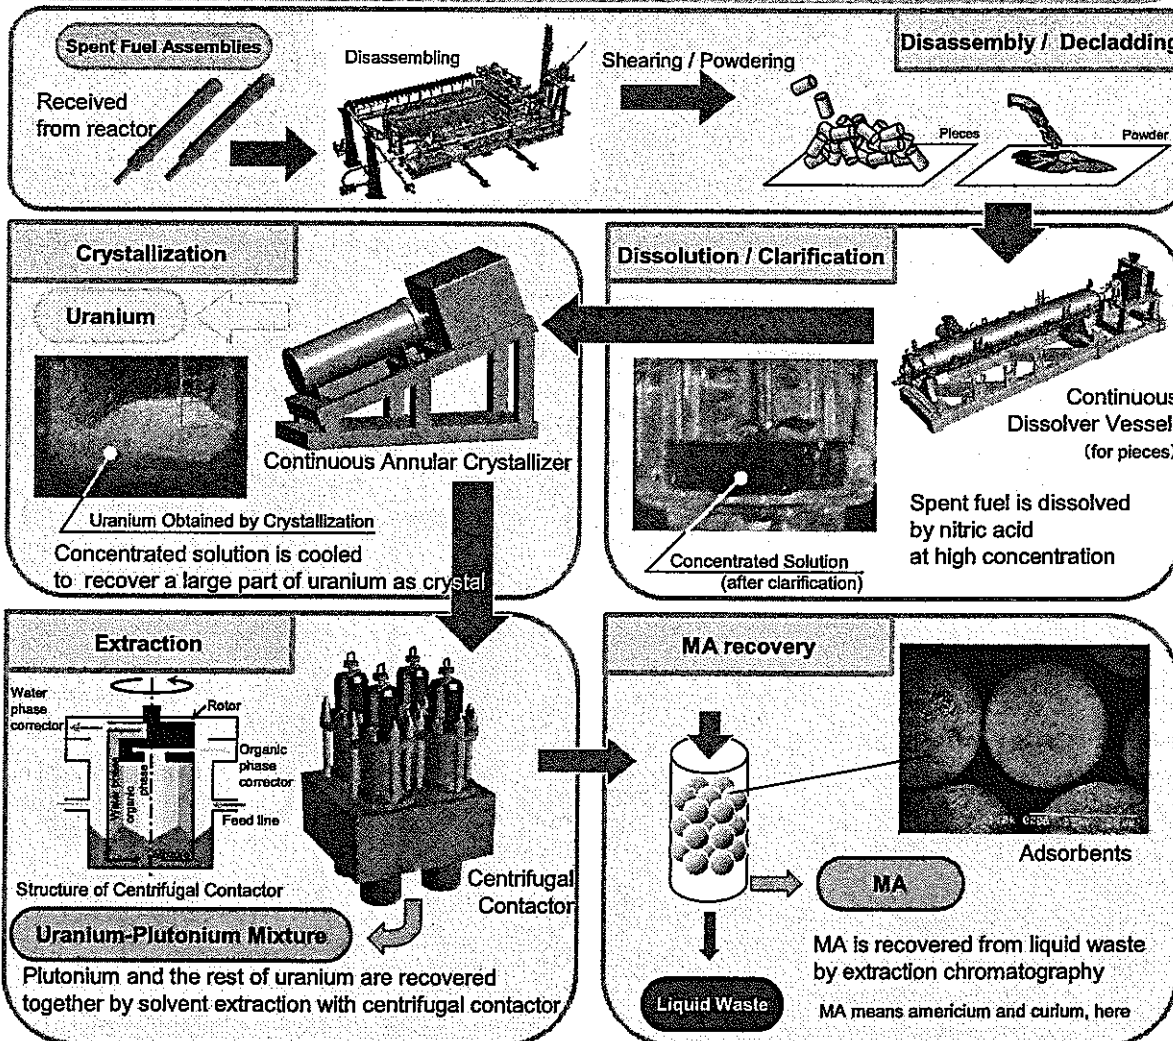 Spent Fuel Assemblies
Received
from reactor
Disassembling
Shearing / Powdering
Disassembly / Decladding
Pieces
Powder
Crystallization
Uranium
Continuous Annular Crystallizer
Uranium Obtained by Crystallization
Concentrated solution is cooled
to recover a large part of uranium as crystal
Dissolution / Clarification
Continuous
Dissolver Vessel
(for pieces)
Concentrated Solution
(after clarification)
Spent fuel is dissolved
by nitric acid
at high concentration
Extraction
Water
phase
corrector
Rotor
Organic
phase
corrector
organic
phase
Feed line
Structure of Centrifugal Contactor
Centrifugal
Contactor
Uranium-Plutonium Mixture
Plutonium and the rest of uranium are recovered
together by solvent extraction with centrifugal contactor
MA recovery
Adsorbents
MA
Liquid Waste
MA is recovered from liquid waste
by extraction chromatography
MA means americium and curium, here